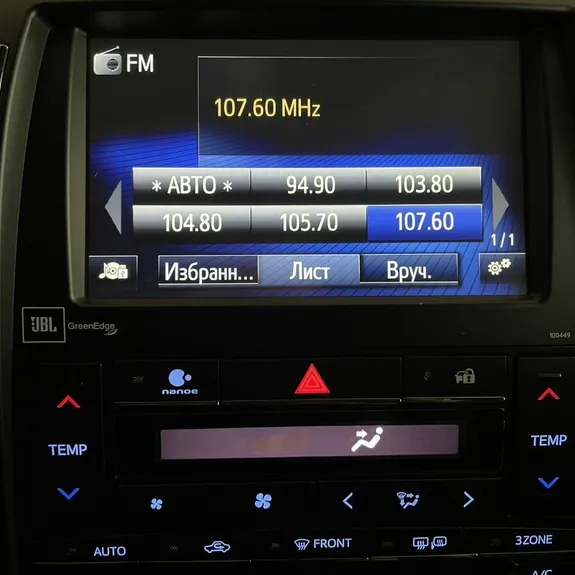 FM
107.60 MHz
* АВТО * 94.90 103.80
104.80 105.70 107.60
1/1
Избранн... Лист Вруч.
JBL GreenEdge
100449
nanoe
TEMP TEMP
FRONT 3ZONE
AUTO
A/C